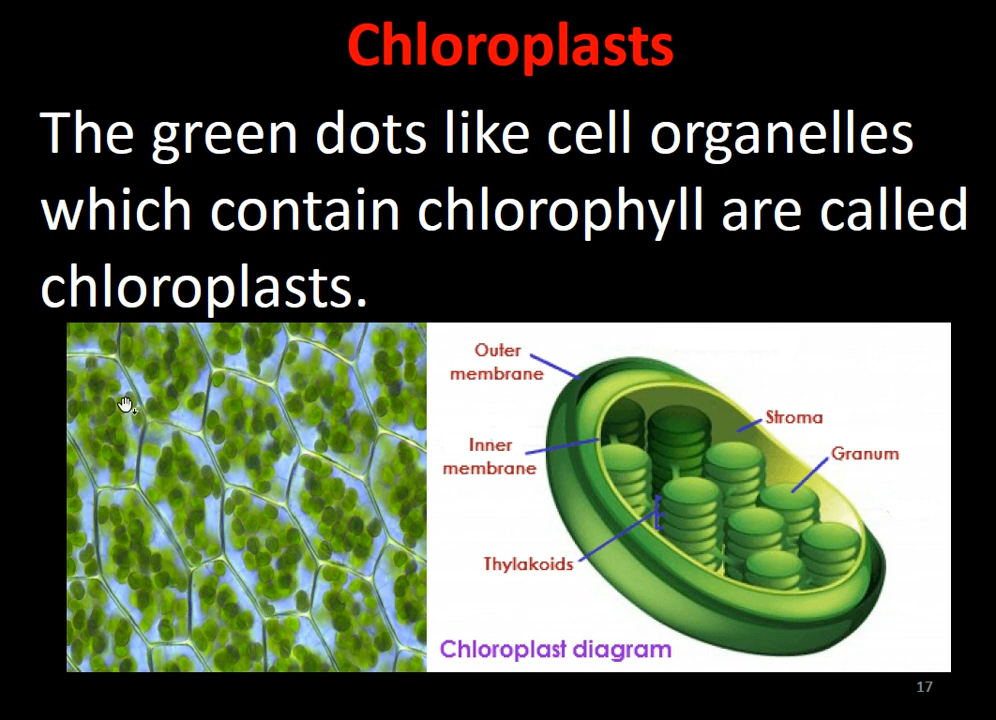 Chloroplasts
The green dots like cell organelles
which contain chlorophyll are called
chloroplasts.
Outer
membrane
Inner
membrane
Thylakoids
Stroma
Granum
Chloroplast diagram
17